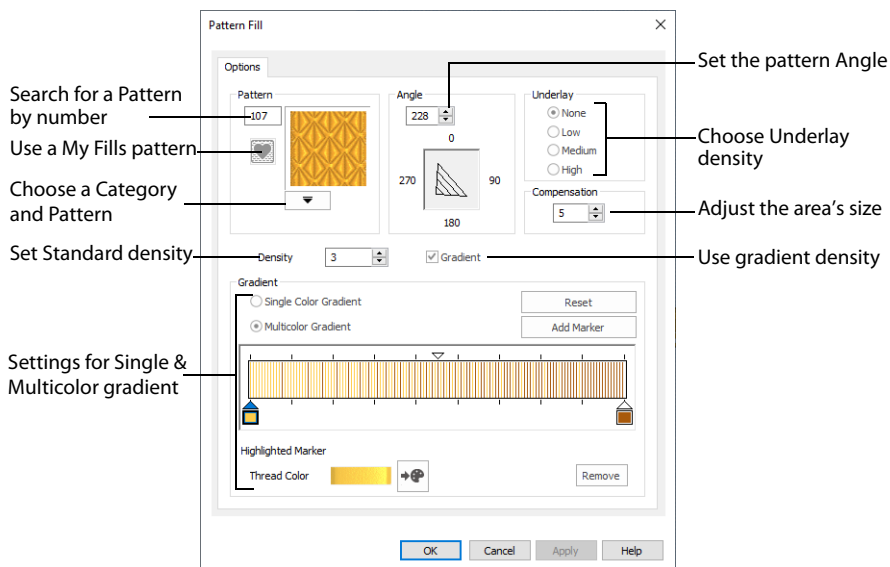 Pattern Fill
Options
Pattern
107
Angle
228
0
270
90
180
Underlay
None
Low
Medium
High
Compensation
5
Density
3
Gradient
Gradient
Single Color Gradient
Multicolor Gradient
Reset
Add Marker
Highlighted Marker
Thread Color
Remove
OK
Cancel
Apply
Help
Search for a Pattern
by number
Use a My Fills pattern
Choose a Category
and Pattern
Set Standard density
Settings for Single &
Multicolor gradient
Set the pattern Angle
Choose Underlay
density
Adjust the area’s size
Use gradient density